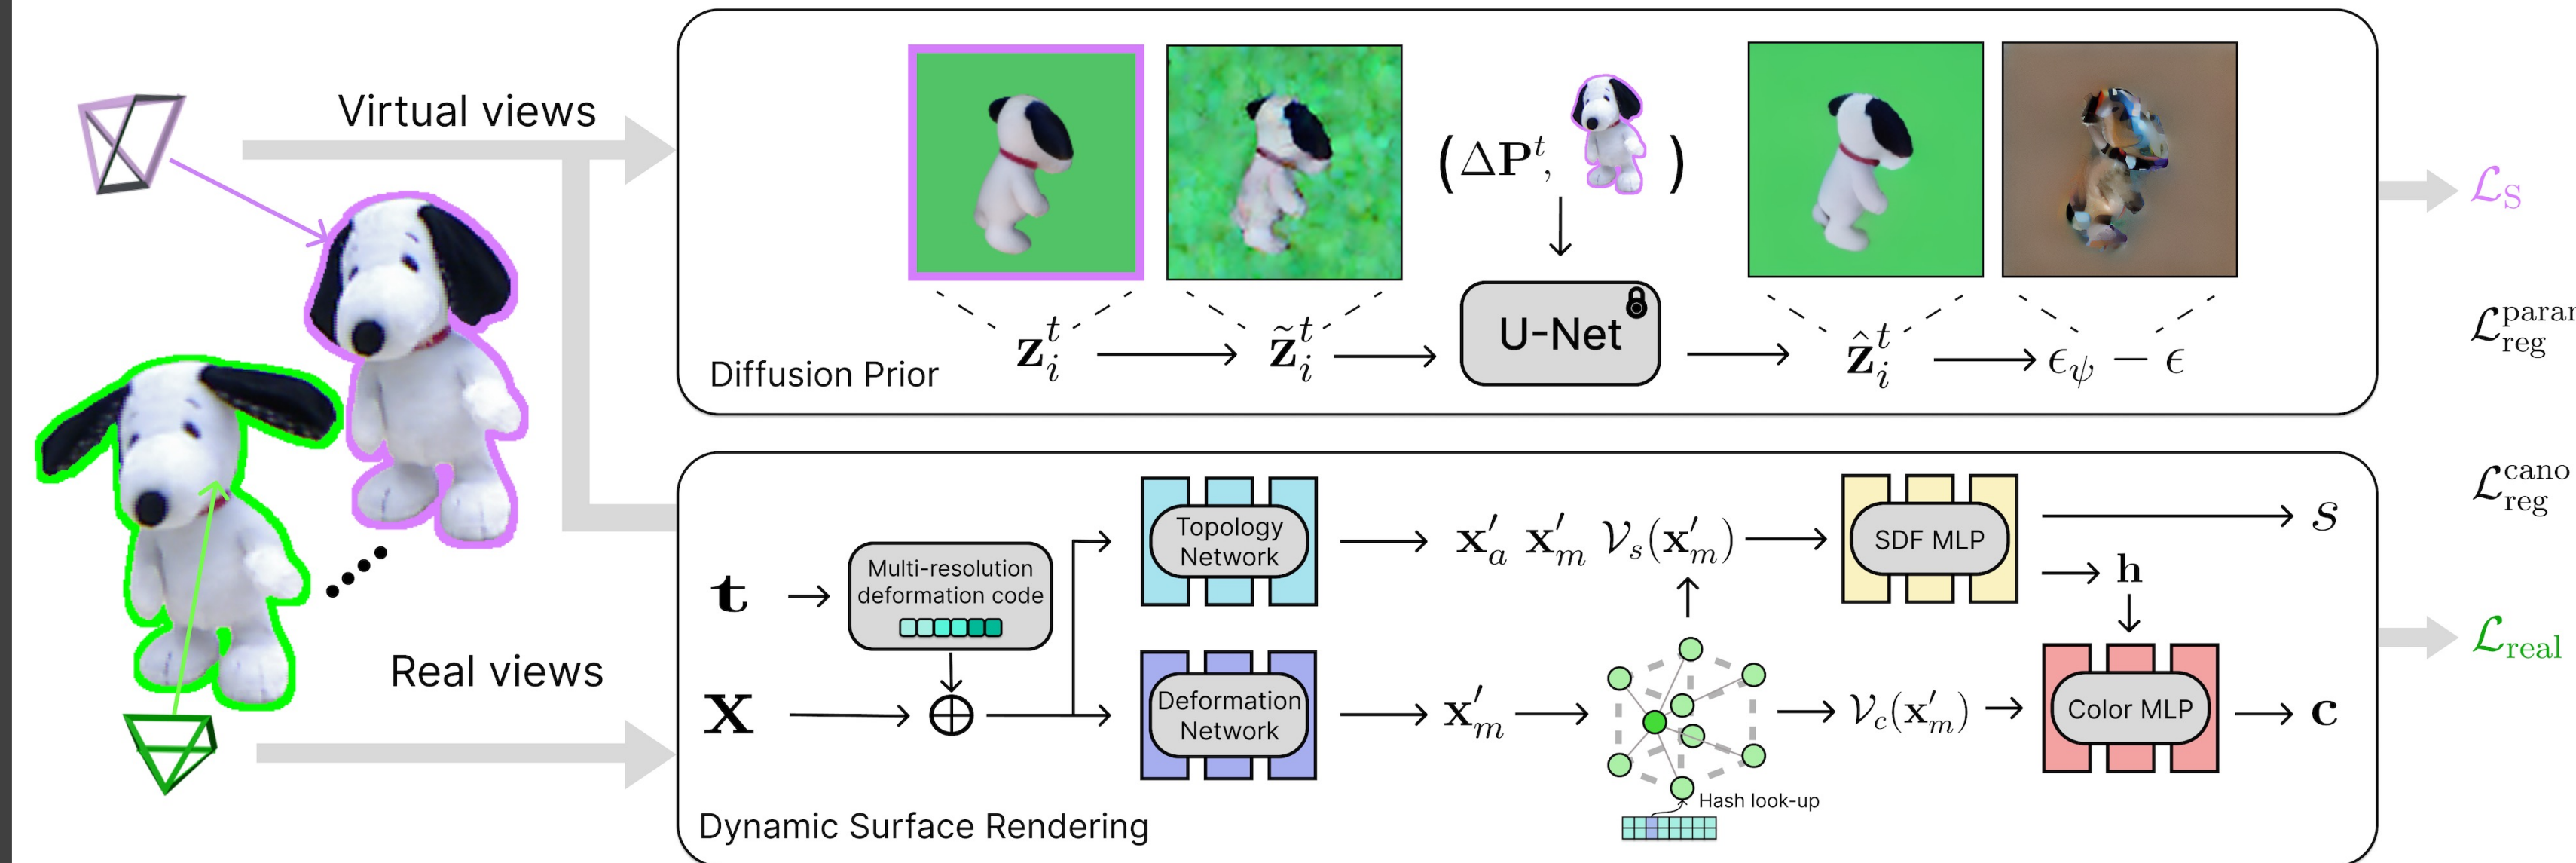 Virtual views
(ΔP^t, )
U-Net
z_i^t → z̃_i^t → → ẑ_i^t → ϵ_ψ − ϵ
Diffusion Prior
ℒ_S
ℒ_reg^param
ℒ_reg^cano
ℒ_real
Real views
t → Multi-resolution
deformation code
x → ⊕ →
Topology
Network
→ x'_a x'_m 𝒱_s(x'_m) →
SDF MLP
→ s
→ h
Deformation
Network
→ x'_m → → 𝒱_c(x'_m) →
Color MLP
→ c
Hash look-up
Dynamic Surface Rendering